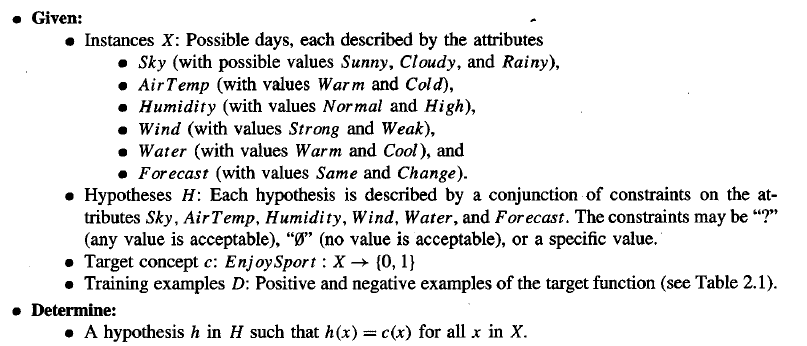 • Given:
• Instances X: Possible days, each described by the attributes
• Sky (with possible values Sunny, Cloudy, and Rainy),
• AirTemp (with values Warm and Cold),
• Humidity (with values Normal and High),
• Wind (with values Strong and Weak),
• Water (with values Warm and Cool), and
• Forecast (with values Same and Change).
• Hypotheses H: Each hypothesis is described by a conjunction of constraints on the at-
tributes Sky, AirTemp, Humidity, Wind, Water, and Forecast. The constraints may be “?”
(any value is acceptable), “Ø” (no value is acceptable), or a specific value.
• Target concept c: EnjoySport : X → {0, 1}
• Training examples D: Positive and negative examples of the target function (see Table 2.1).
• Determine:
• A hypothesis h in H such that h(x) = c(x) for all x in X.